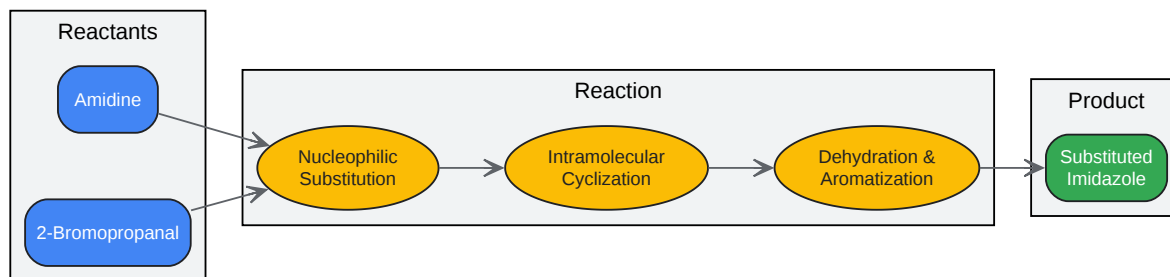 Reactants
Amidine
2-Bromopropanal
Reaction
Nucleophilic
Substitution
Intramolecular
Cyclization
Dehydration &
Aromatization
Product
Substituted
Imidazole